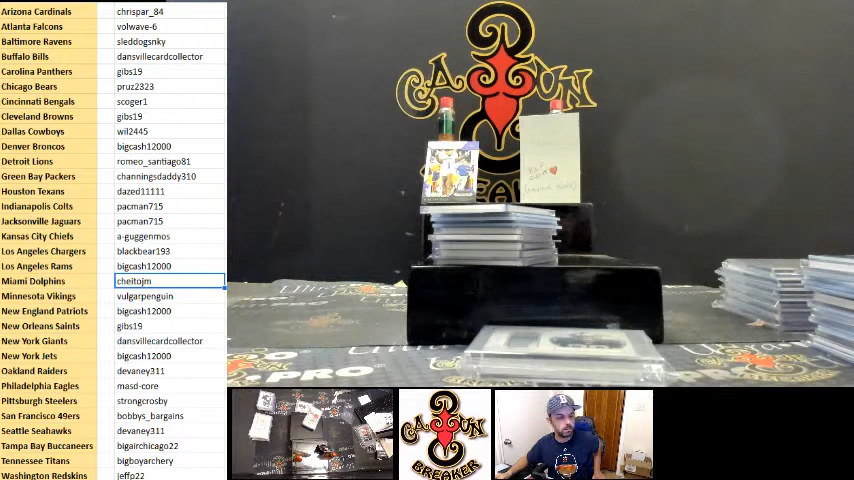 Arizona Cardinals chrispar_84
Atlanta Falcons volwave-6
Baltimore Ravens sleddogsnky
Buffalo Bills dansvillecardcollector
Carolina Panthers gibs19
Chicago Bears pruz2323
Cincinnati Bengals scoger1
Cleveland Browns gibs19
Dallas Cowboys wil2445
Denver Broncos bigcash12000
Detroit Lions romeo_santiago81
Green Bay Packers channingsdaddy310
Houston Texans dazed11111
Indianapolis Colts pacman715
Jacksonville Jaguars pacman715
Kansas City Chiefs a-guggenmos
Los Angeles Chargers blackbear193
Los Angeles Rams bigcash12000
Miami Dolphins cheitojm
Minnesota Vikings vulgarpenguin
New England Patriots bigcash12000
New Orleans Saints gibs19
New York Giants dansvillecardcollector
New York Jets bigcash12000
Oakland Raiders devaney311
Philadelphia Eagles masd-core
Pittsburgh Steelers strongcrosby
San Francisco 49ers bobbys_bargains
Seattle Seahawks devaney311
Tampa Bay Buccaneers bigairchicago22
Tennessee Titans bigboyarchery
Washington Redskins jeffp22
CAJUN
BREAKER
PRO
CAJUN
BREAKER